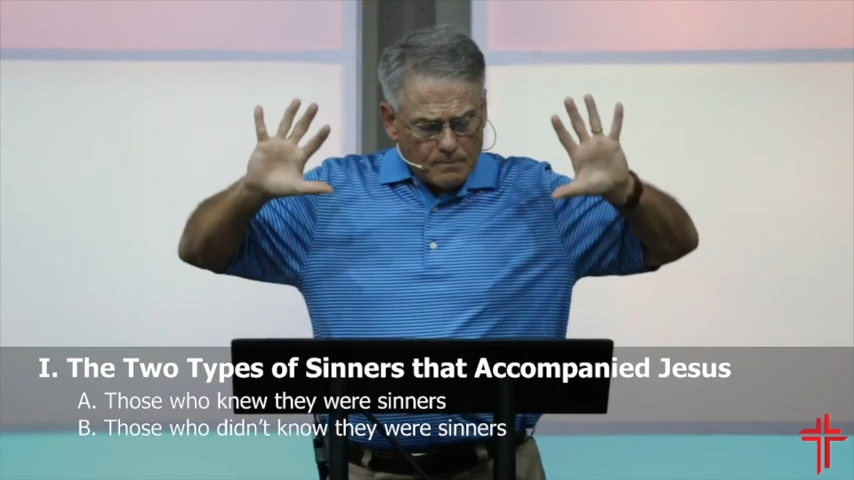 I. The Two Types of Sinners that Accompanied Jesus
A. Those who knew they were sinners
B. Those who didn't know they were sinners